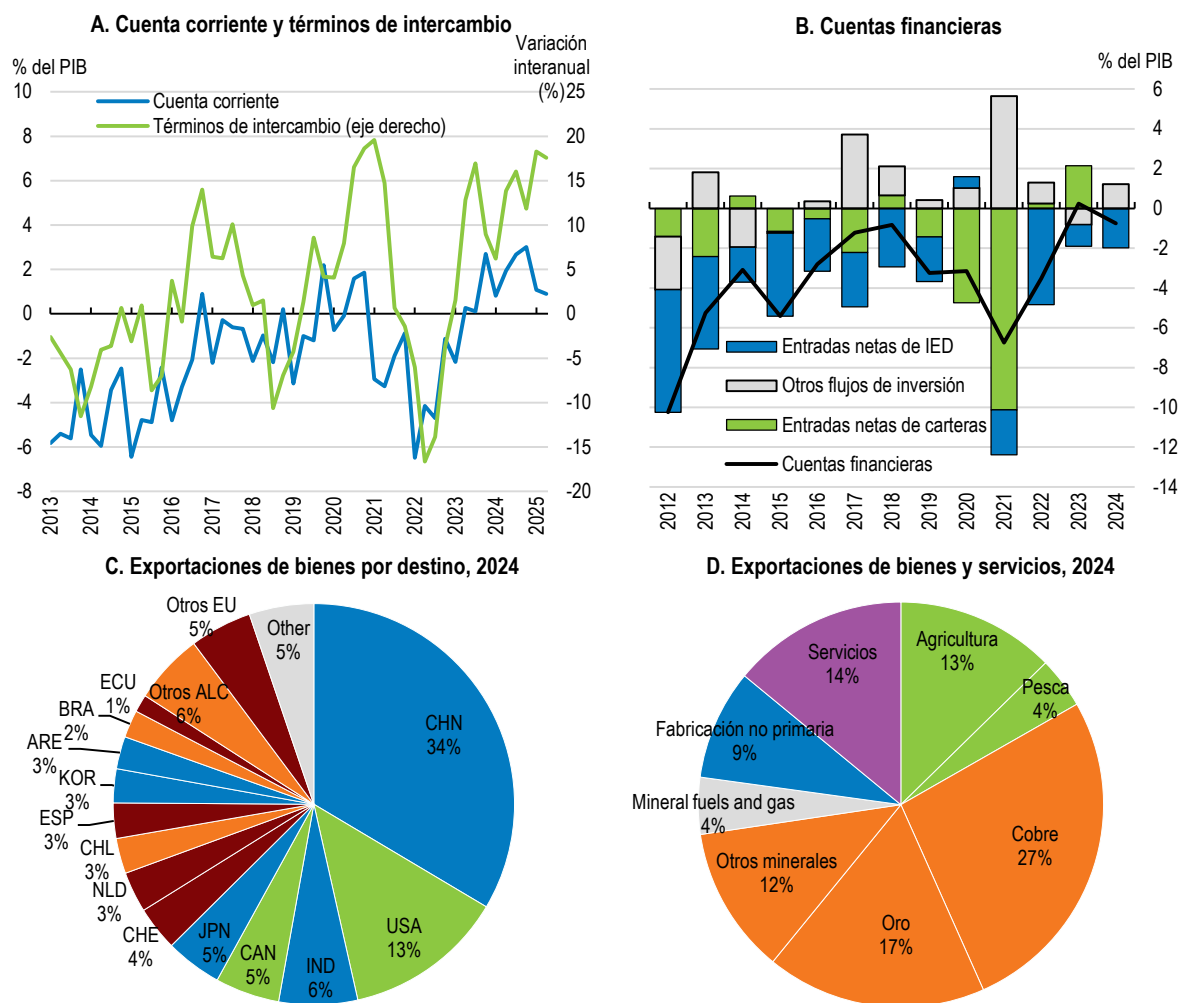 A. Cuenta corriente y términos de intercambio
% del PIB
Variación
interanual
(%)
Cuenta corriente
Términos de intercambio (eje derecho)
10
8
6
4
2
0
-2
-4
-6
-8
25
20
15
10
5
0
-5
-10
-15
-20
2013
2014
2015
2016
2017
2018
2019
2020
2021
2022
2023
2024
2025
B. Cuentas financieras
% del PIB
6
4
2
0
-2
-4
-6
-8
-10
-12
-14
Entradas netas de IED
Otros flujos de inversión
Entradas netas de carteras
Cuentas financieras
2012
2013
2014
2015
2016
2017
2018
2019
2020
2021
2022
2023
2024
C. Exportaciones de bienes por destino, 2024
CHN
34%
USA
13%
IND
6%
CAN
5%
JPN
5%
CHE
4%
NLD
3%
CHL
3%
ESP
3%
KOR
3%
ARE
3%
BRA
2%
ECU
1%
Otros ALC
6%
Otros EU
5%
Other
5%
D. Exportaciones de bienes y servicios, 2024
Agricultura
13%
Pesca
4%
Cobre
27%
Oro
17%
Otros minerales
12%
Mineral fuels and gas
4%
Fabricación no primaria
9%
Servicios
14%